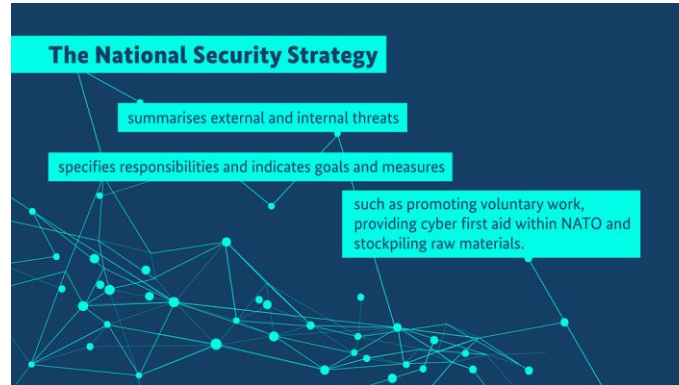 The National Security Strategy
summarises external and internal threats
specifies responsibilities and indicates goals and measures
such as promoting voluntary work,
providing cyber first aid within NATO and
stockpiling raw materials.